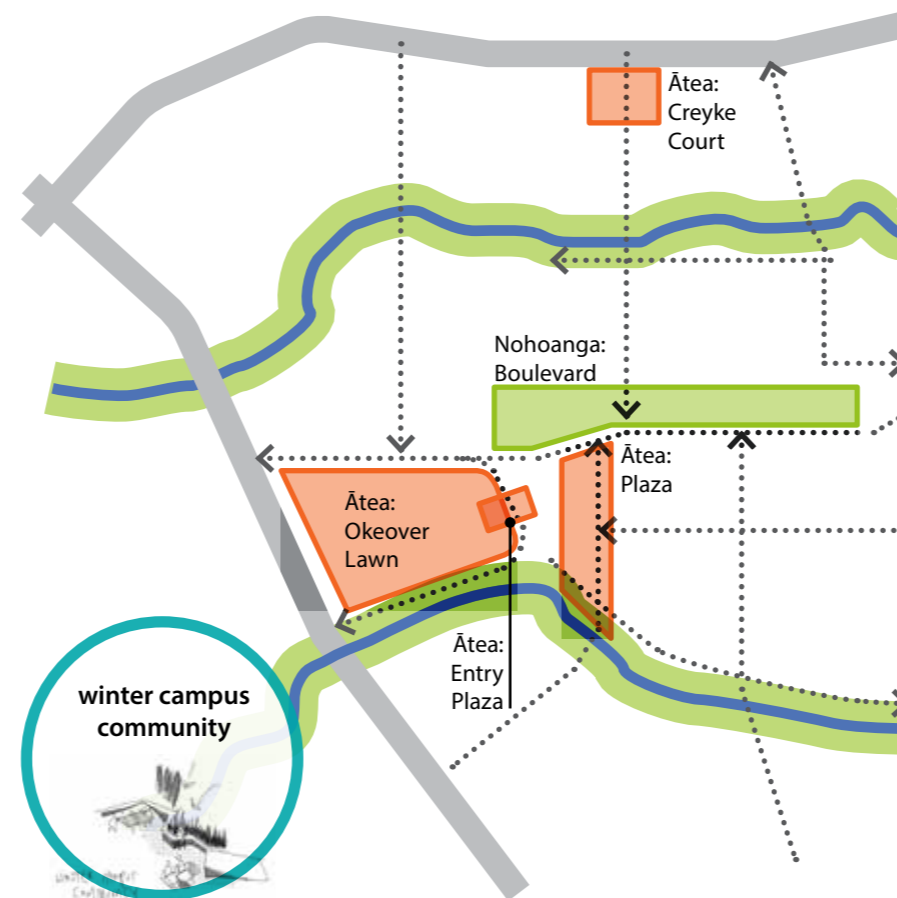 Ātea:
Creyke
Court
Nohoanga:
Boulevard
Ātea:
Plaza
Ātea:
Okeover
Lawn
Ātea:
Entry
Plaza
winter campus
community